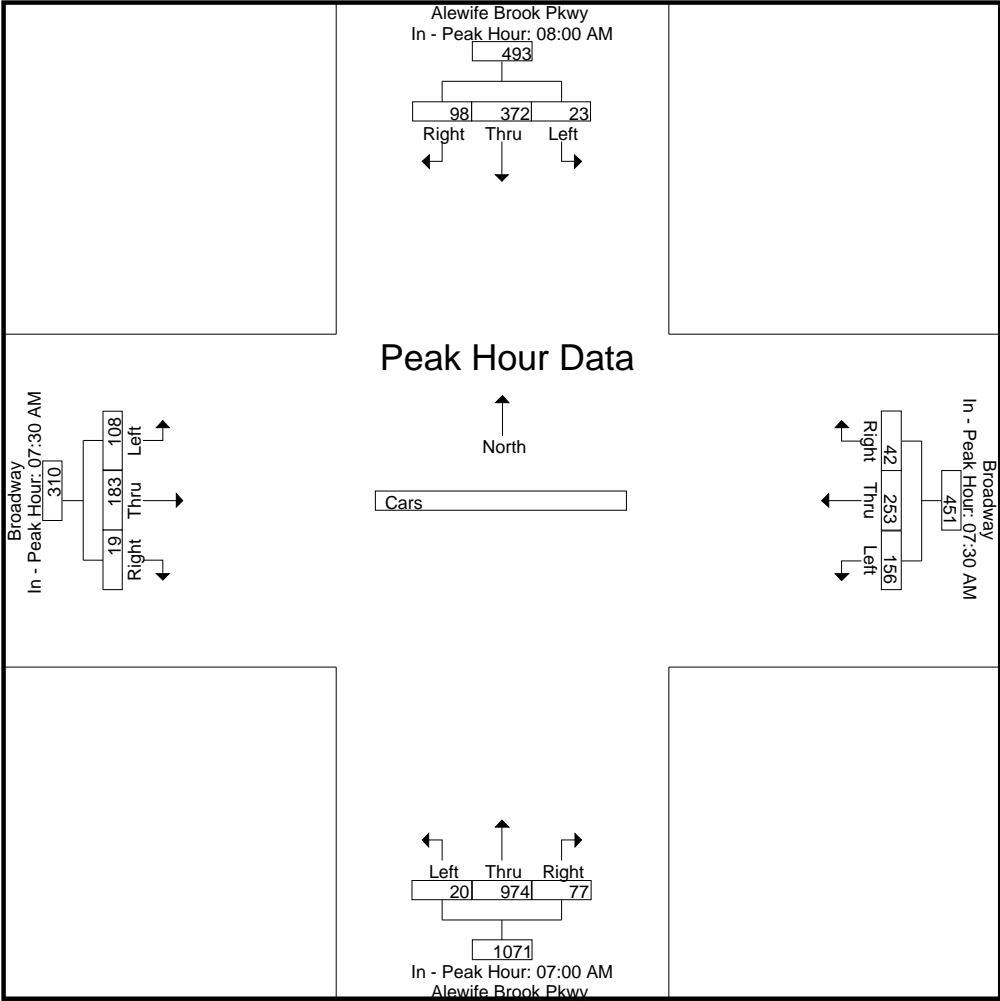 Alewife Brook Pkwy
In - Peak Hour: 08:00 AM
493
98 372 23
Right Thru Left
Peak Hour Data
North
Cars
Broadway
In - Peak Hour: 07:30 AM
310
108 183 19
Left Thru Right
Broadway
In - Peak Hour: 07:30 AM
451
42 253 156
Right Thru Left
Left Thru Right
20 974 77
1071
In - Peak Hour: 07:00 AM
Alewife Brook Pkwy